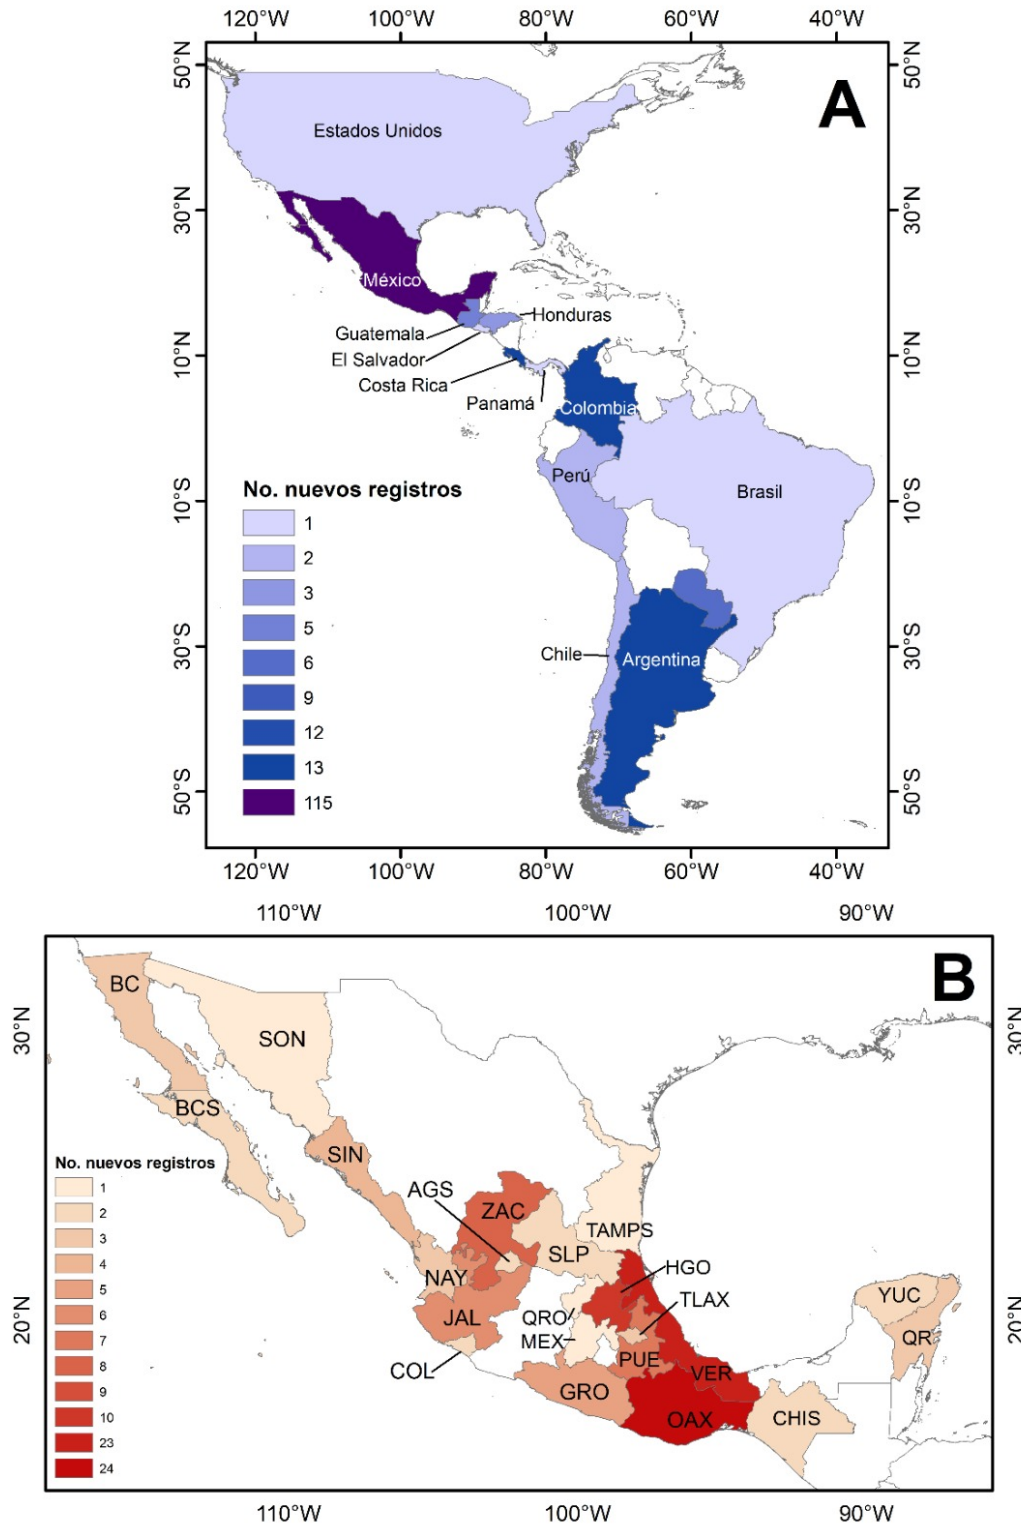 120°W 100°W 80°W 60°W 40°W
50°N 50°N
A
Estados Unidos
30°N 30°N
México
Honduras
Guatemala
El Salvador
10°N 10°N
Costa Rica
Panamá
Colombia
Perú
No. nuevos registros
Brasil
10°S 10°S
1
2
3
5
30°S 30°S
Chile
Argentina
6
9
12
13
50°S 50°S
115
120°W 100°W 80°W 60°W 40°W
110°W 100°W 90°W
B
BC
30°N 30°N
SON
BCS
SIN
No. nuevos registros
1
2
3
4
5
6
7
8
9
10
23
24
AGS
ZAC
TAMPS
SLP
HGO
NAY
TLAX
YUC
JAL
QRO
20°N 20°N
QR
MEX
PUE
COL
VER
GRO
OAX
CHIS
110°W 100°W 90°W